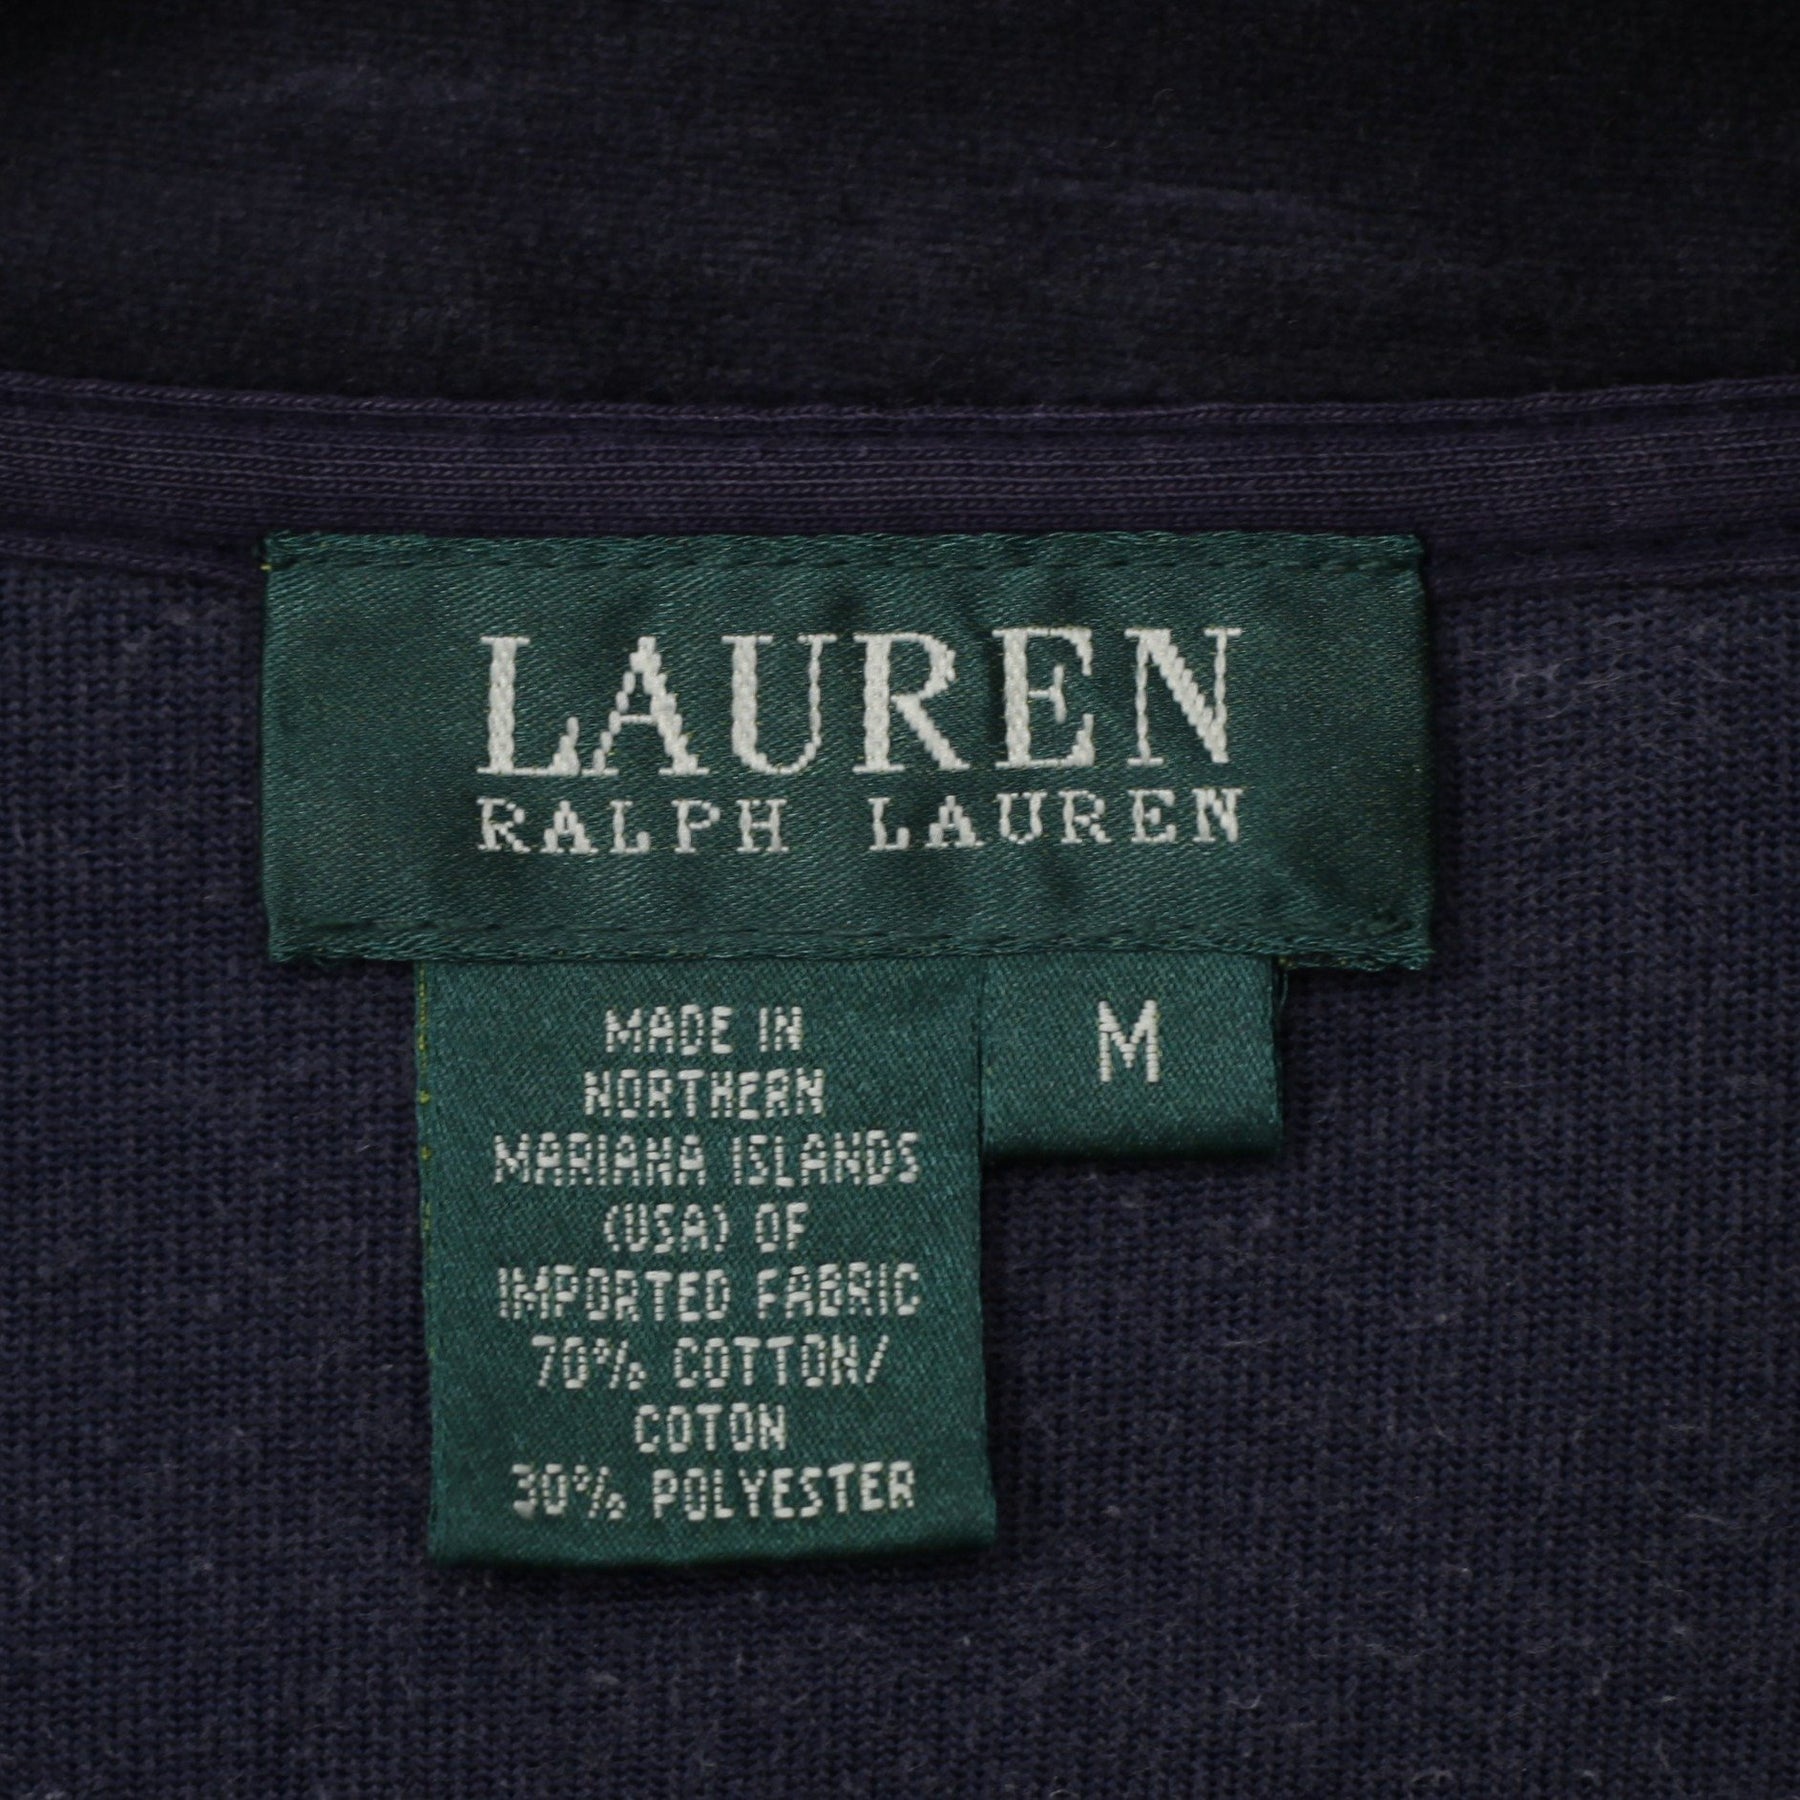 LAUREN
RALPH LAUREN
M
MADE IN
NORTHERN
MARIANA ISLANDS
(USA) OF
IMPORTED FABRIC
70% COTTON/
COTON
30% POLYESTER